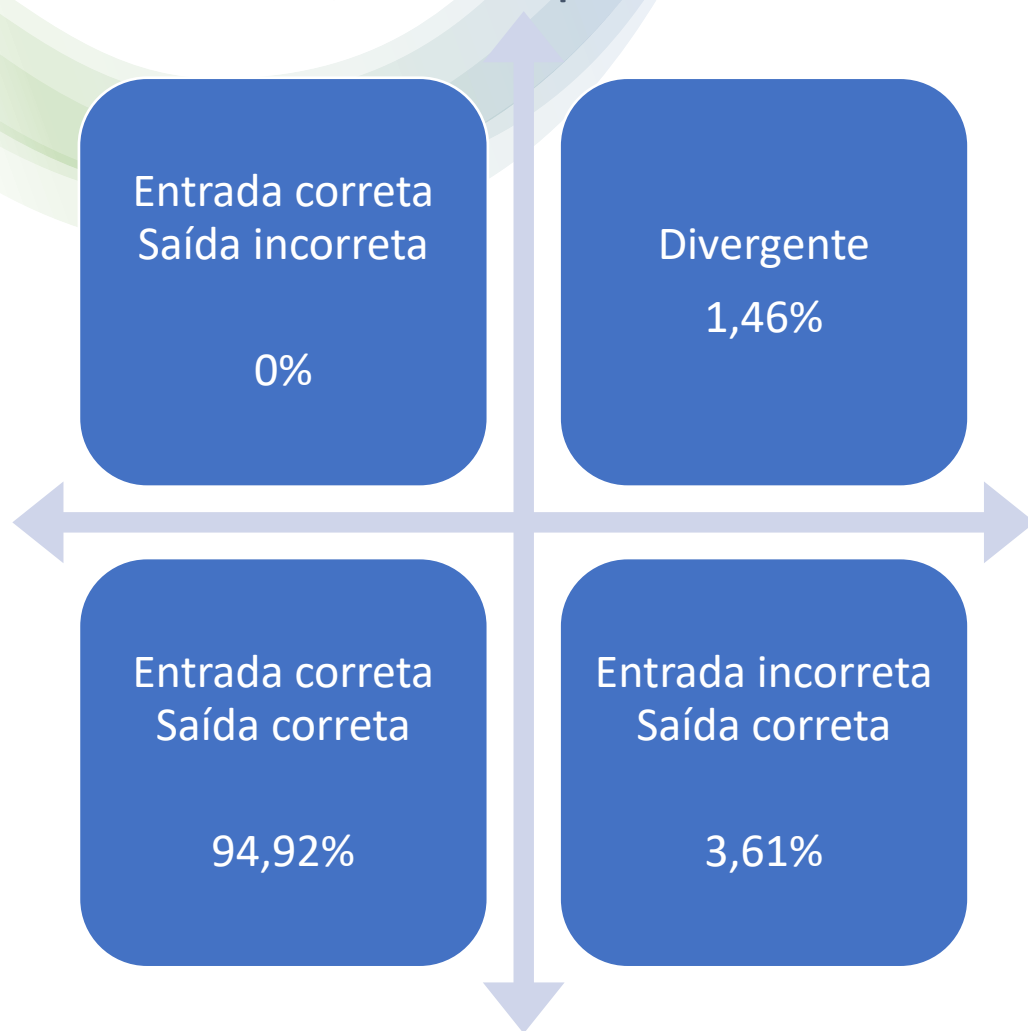 Entrada correta
Saída incorreta
0%
Divergente
1,46%
Entrada correta
Saída correta
94,92%
Entrada incorreta
Saída correta
3,61%